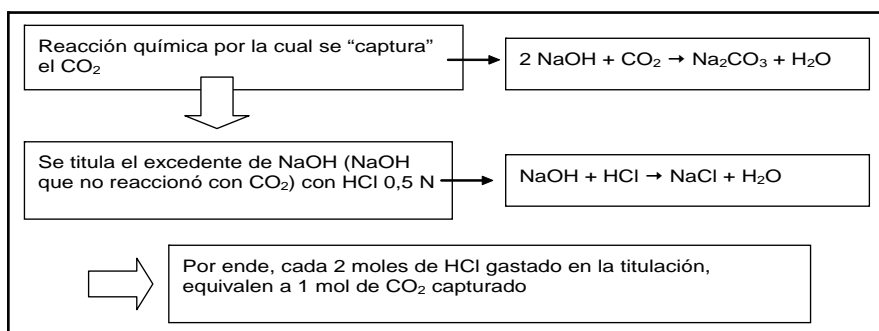 Reacción química por la cual se “captura”
el CO₂
2 NaOH + CO₂ → Na₂CO₃ + H₂O
Se titula el excedente de NaOH (NaOH
que no reaccionó con CO₂) con HCl 0,5 N
NaOH + HCl → NaCl + H₂O
Por ende, cada 2 moles de HCl gastado en la titulación,
equivalen a 1 mol de CO₂ capturado